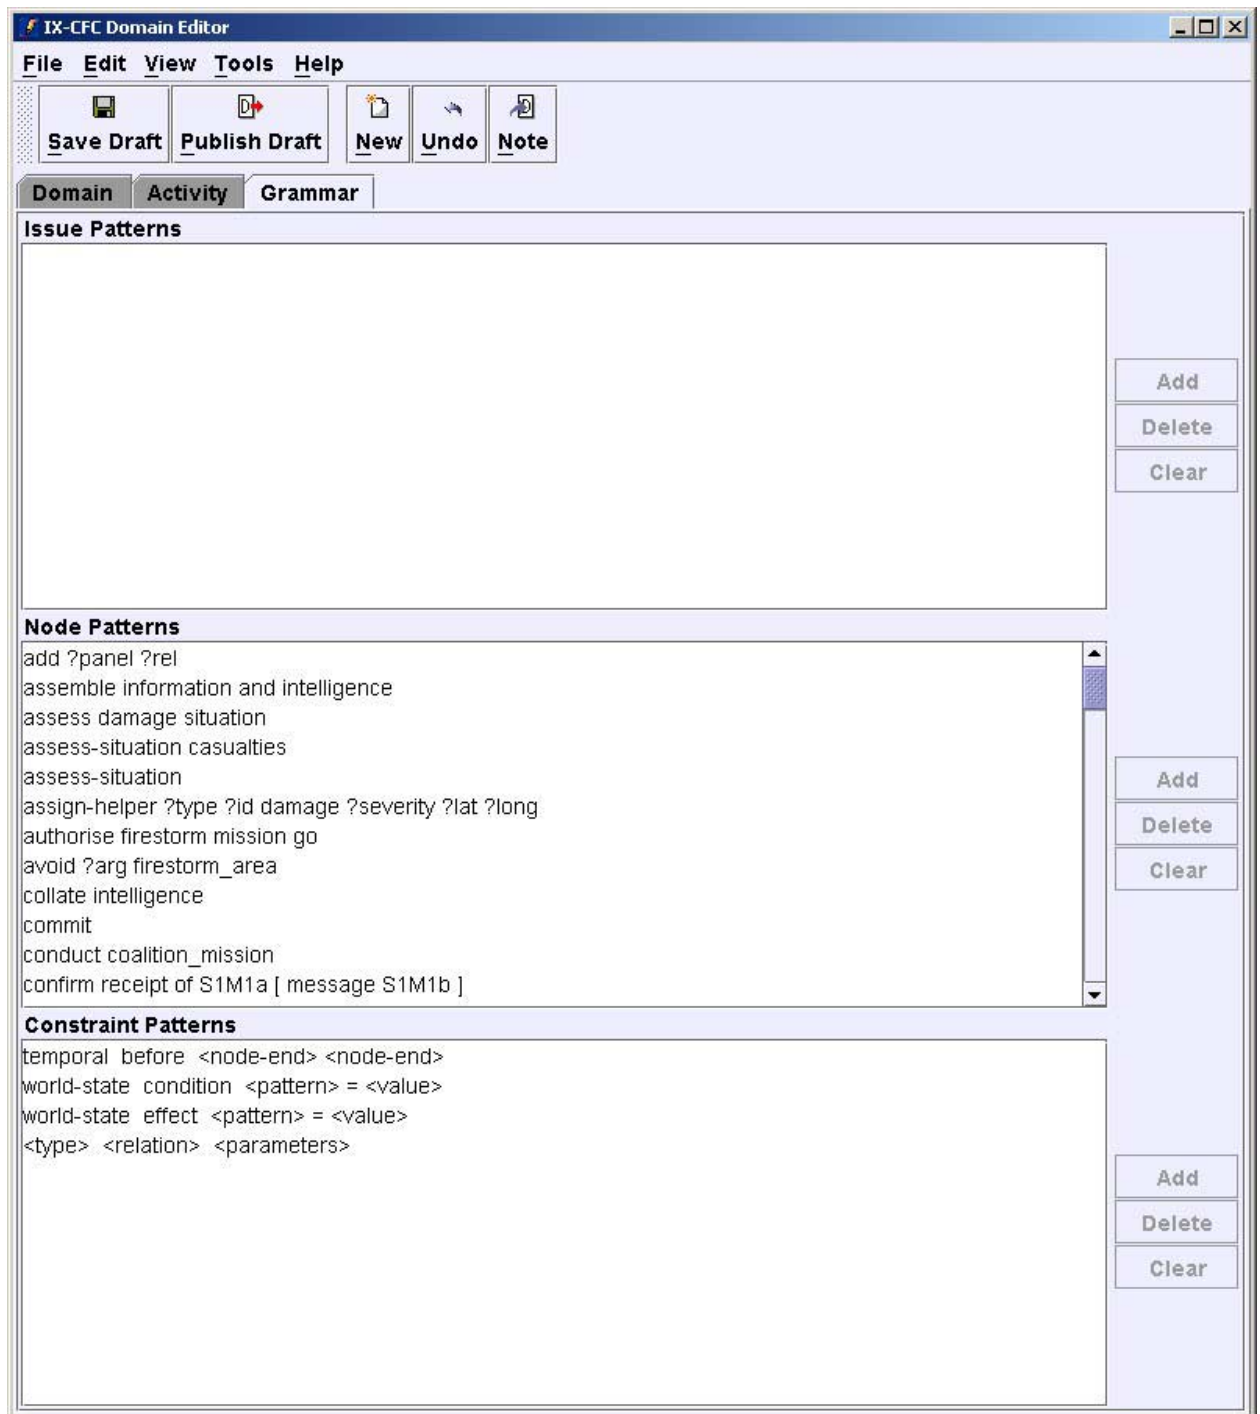 IX-CFC Domain Editor
File Edit View Tools Help
Save Draft Publish Draft New Undo Note
Domain Activity Grammar
Issue Patterns
Add
Delete
Clear
Node Patterns
add ?panel ?rel
assemble information and intelligence
assess damage situation
assess-situation casualties
assess-situation
assign-helper ?type ?id damage ?severity ?lat ?long
authorise firestorm mission go
avoid ?arg firestorm_area
collate intelligence
commit
conduct coalition_mission
confirm receipt of S1M1a [ message S1M1b ]
Add
Delete
Clear
Constraint Patterns
temporal  before  <node-end> <node-end>
world-state  condition  <pattern> = <value>
world-state  effect  <pattern> = <value>
<type>  <relation>  <parameters>
Add
Delete
Clear